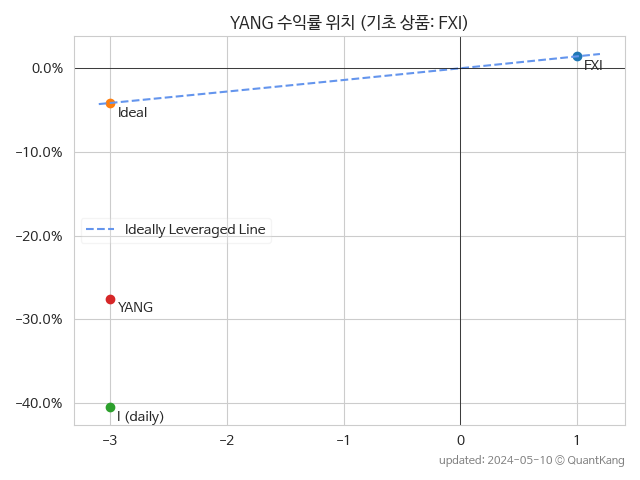 YANG 수익률 위치 (기초 상품: FXI)
0.0%
FXI
Ideal
−10.0%
−20.0%
Ideally Leveraged Line
YANG
−30.0%
−40.0%
I (daily)
−3
−2
−1
0
1
updated: 2024-05-10 © QuantKang